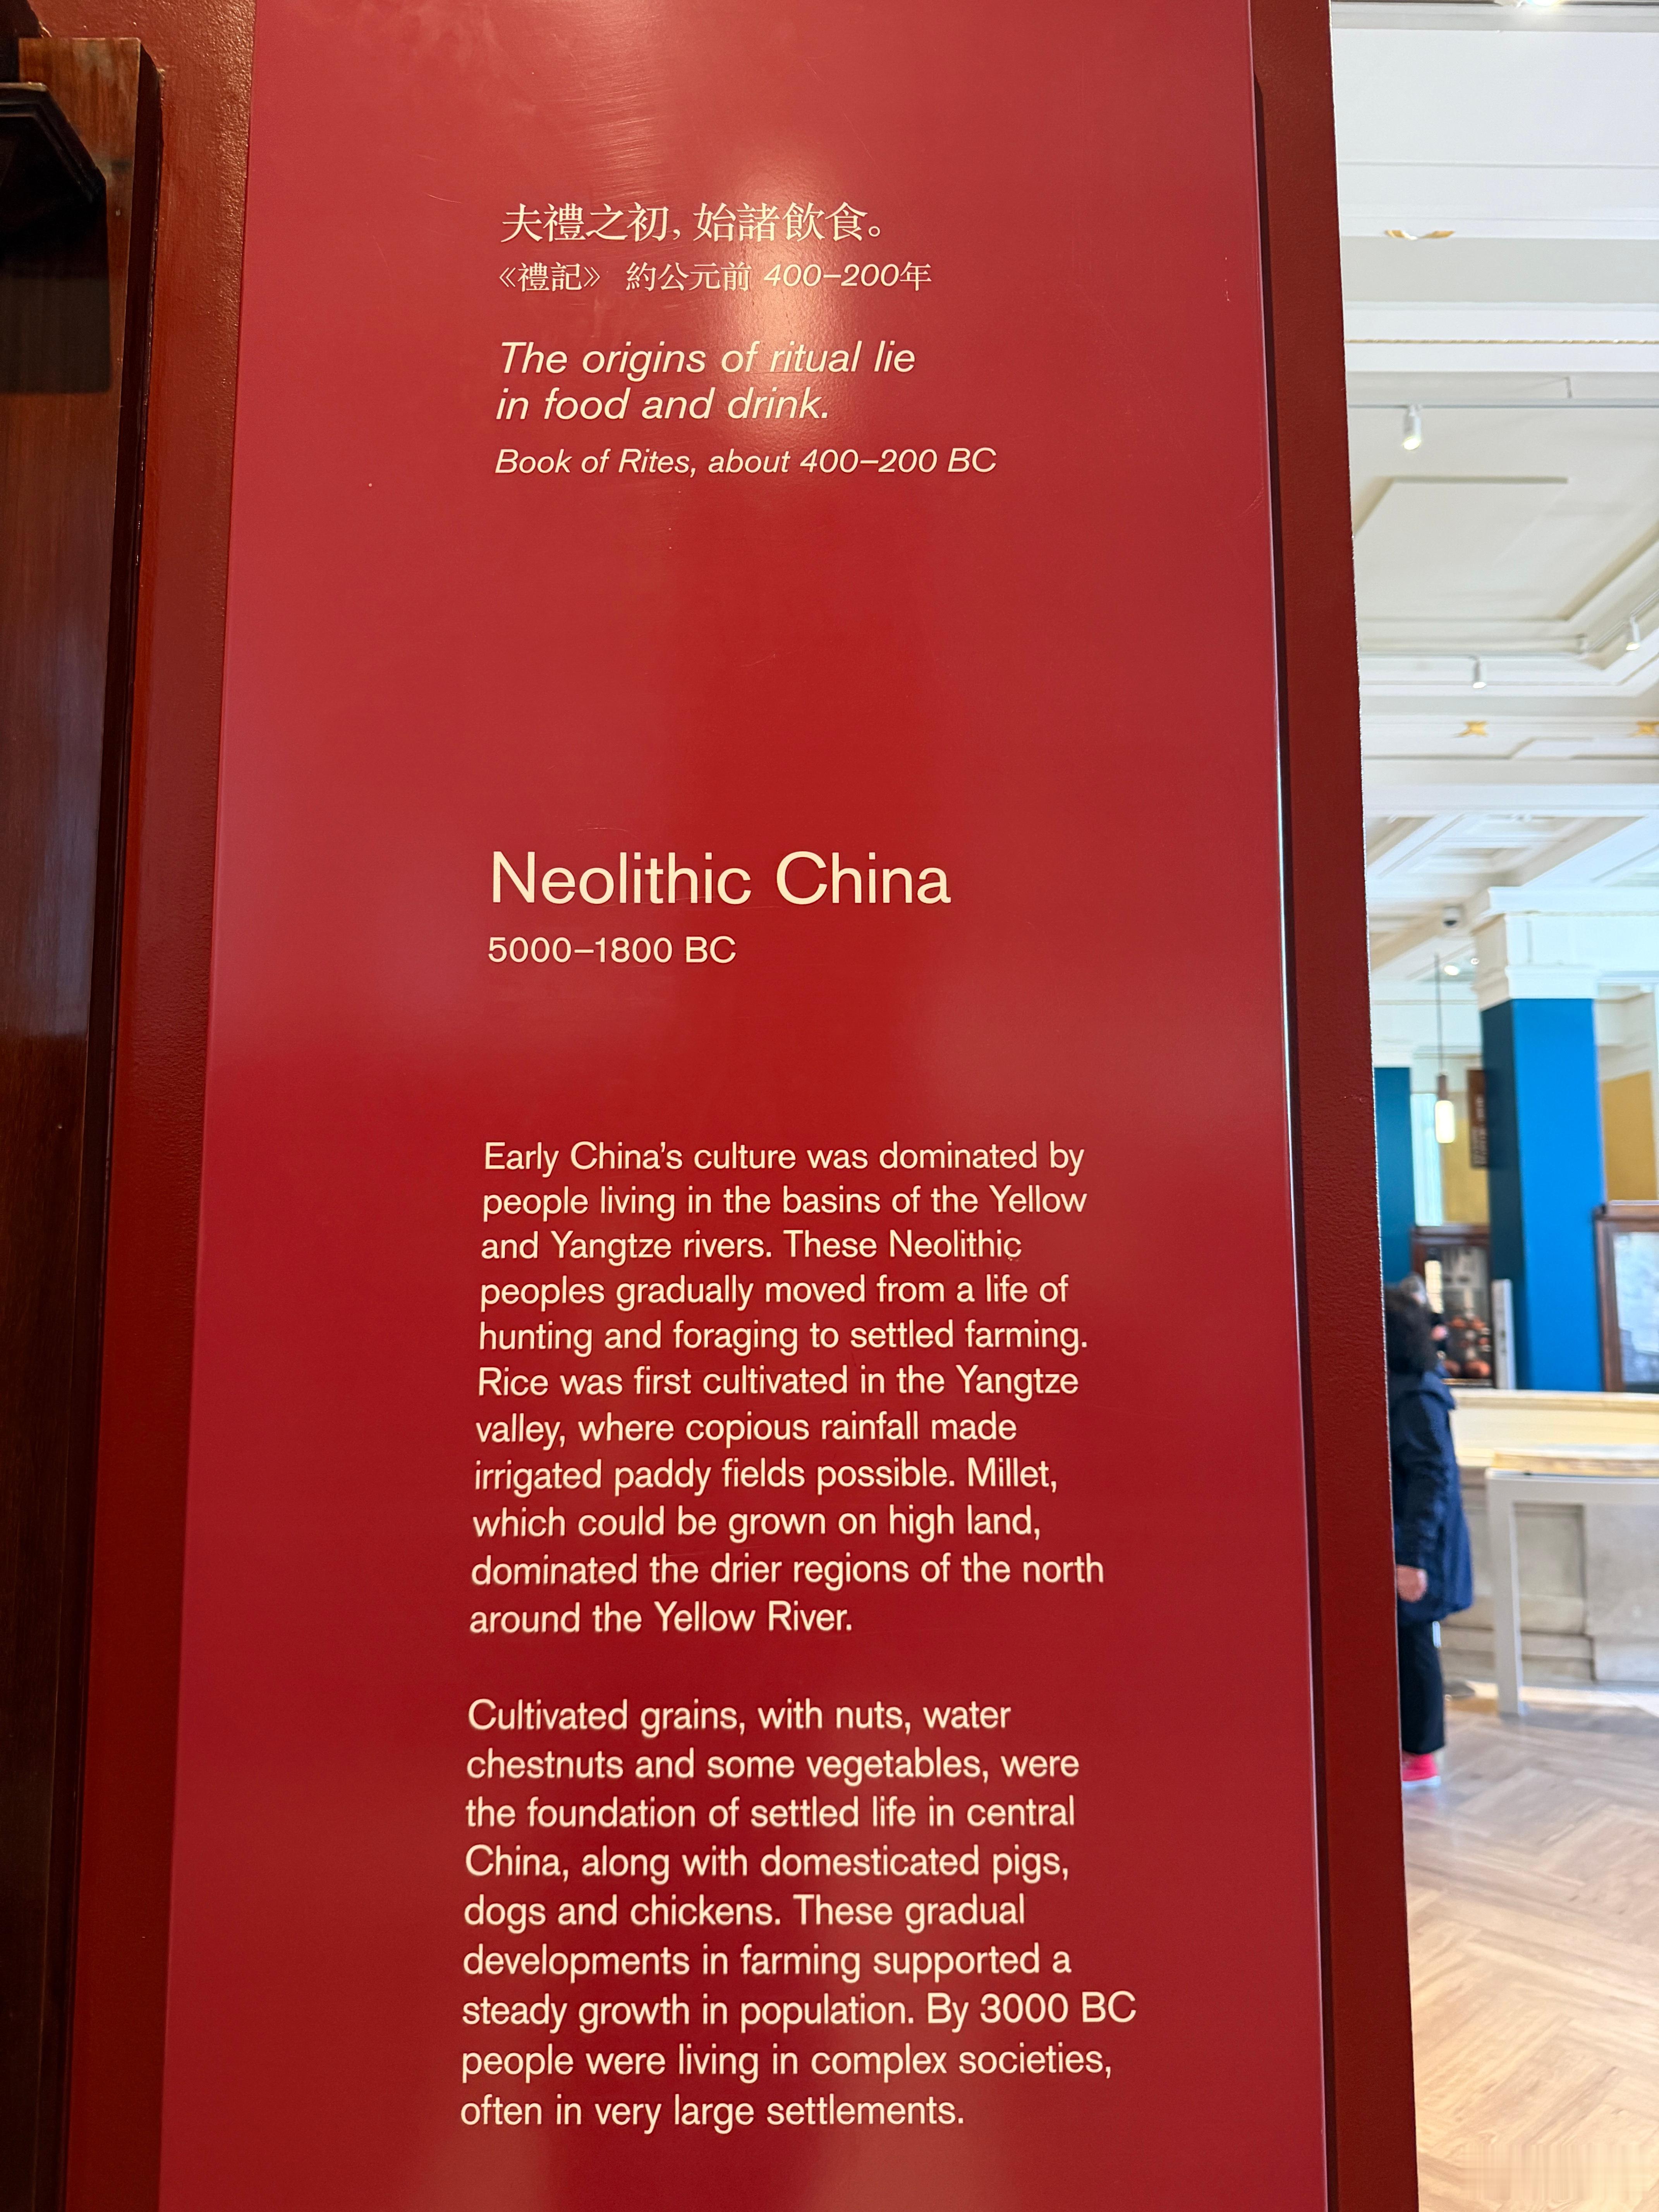 夫禮之初，始諸飲食。
《禮記》 約公元前 400–200年
The origins of ritual lie
in food and drink.
Book of Rites, about 400–200 BC
Neolithic China
5000–1800 BC
Early China’s culture was dominated by
people living in the basins of the Yellow
and Yangtze rivers. These Neolithic
peoples gradually moved from a life of
hunting and foraging to settled farming.
Rice was first cultivated in the Yangtze
valley, where copious rainfall made
irrigated paddy fields possible. Millet,
which could be grown on high land,
dominated the drier regions of the north
around the Yellow River.
Cultivated grains, with nuts, water
chestnuts and some vegetables, were
the foundation of settled life in central
China, along with domesticated pigs,
dogs and chickens. These gradual
developments in farming supported a
steady growth in population. By 3000 BC
people were living in complex societies,
often in very large settlements.